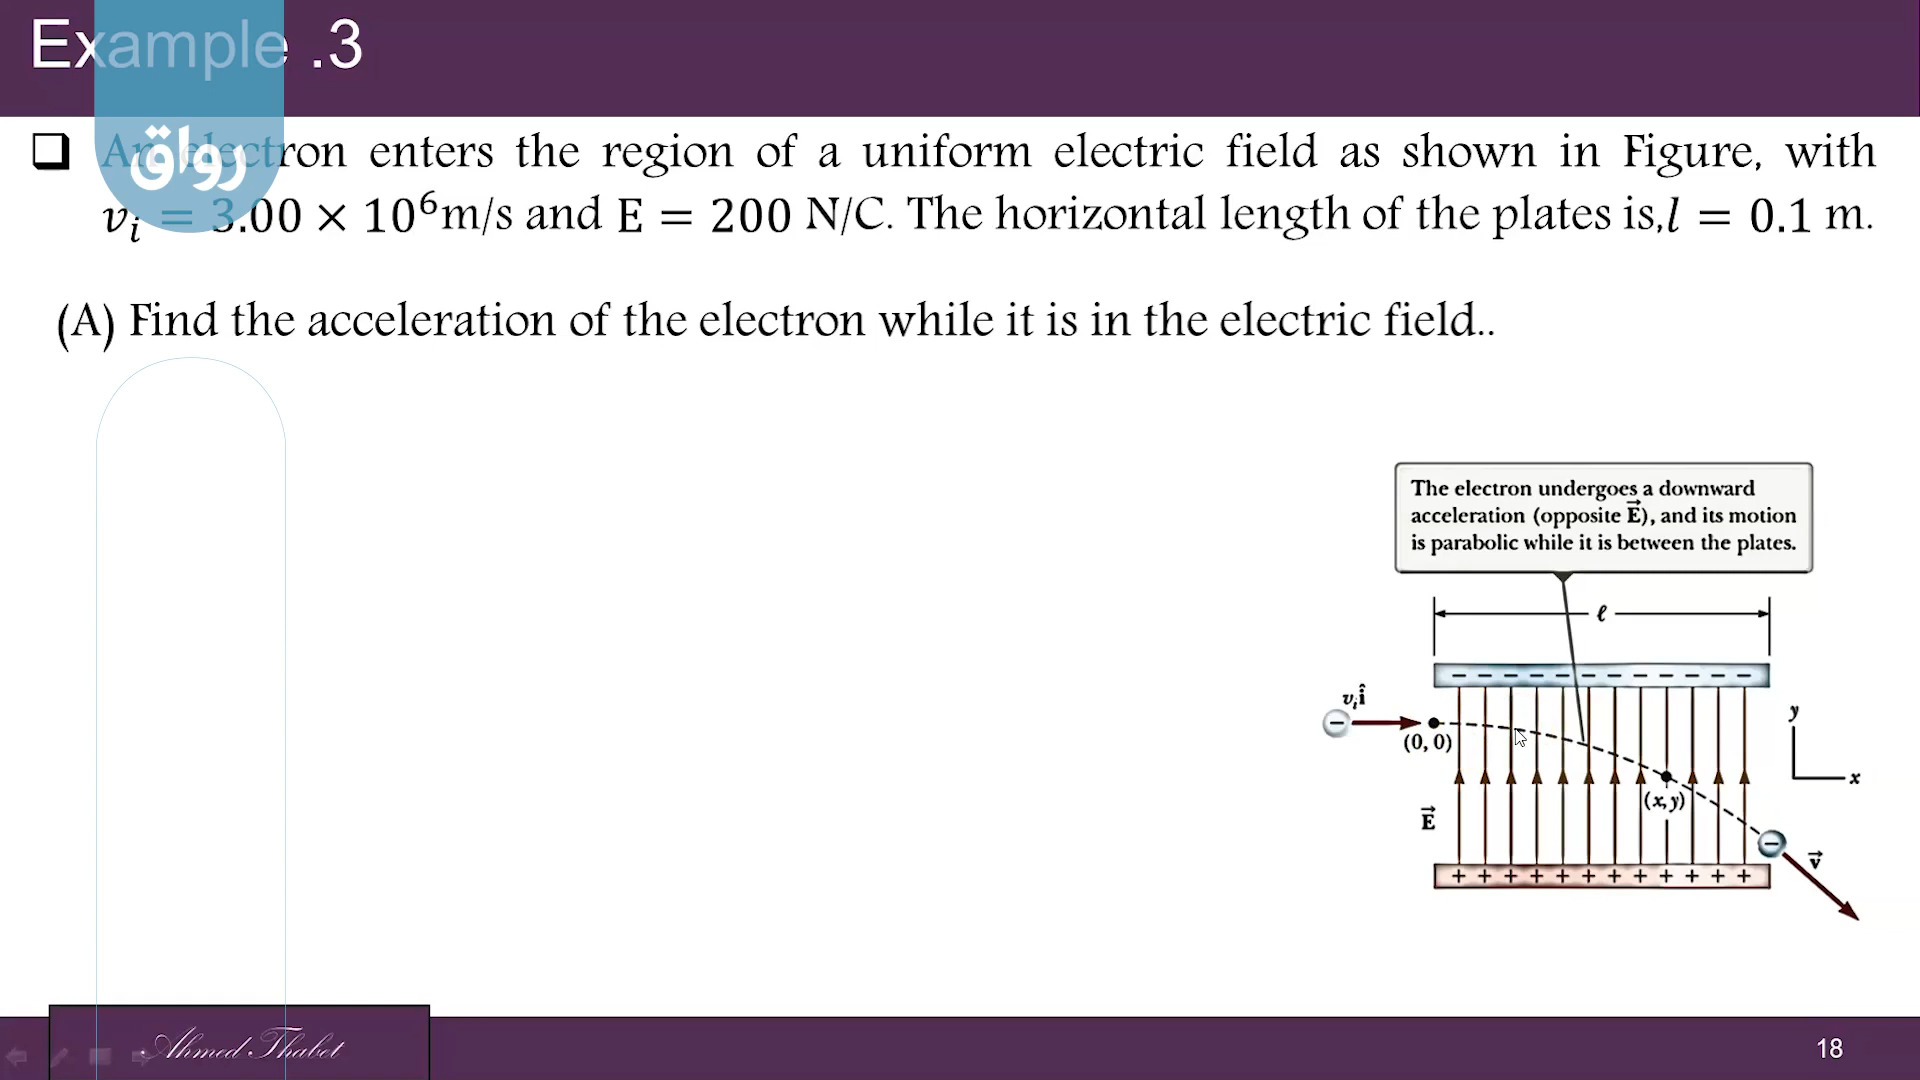 Example .3
رواق
An electron enters the region of a uniform electric field as shown in Figure, with
𝑣ᵢ = 3.00 × 10⁶m/s and E = 200 N/C. The horizontal length of the plates is,𝑙 = 0.1 m.
(A) Find the acceleration of the electron while it is in the electric field..
The electron undergoes a downward
acceleration (opposite E⃗), and its motion
is parabolic while it is between the plates.
ℓ
− − − − − − − − − − − −
vᵢî
−
(0, 0)
y
x
(x, y)
E⃗
−
v⃗
+ + + + + + + + + + + +
Ahmed Thabet
18